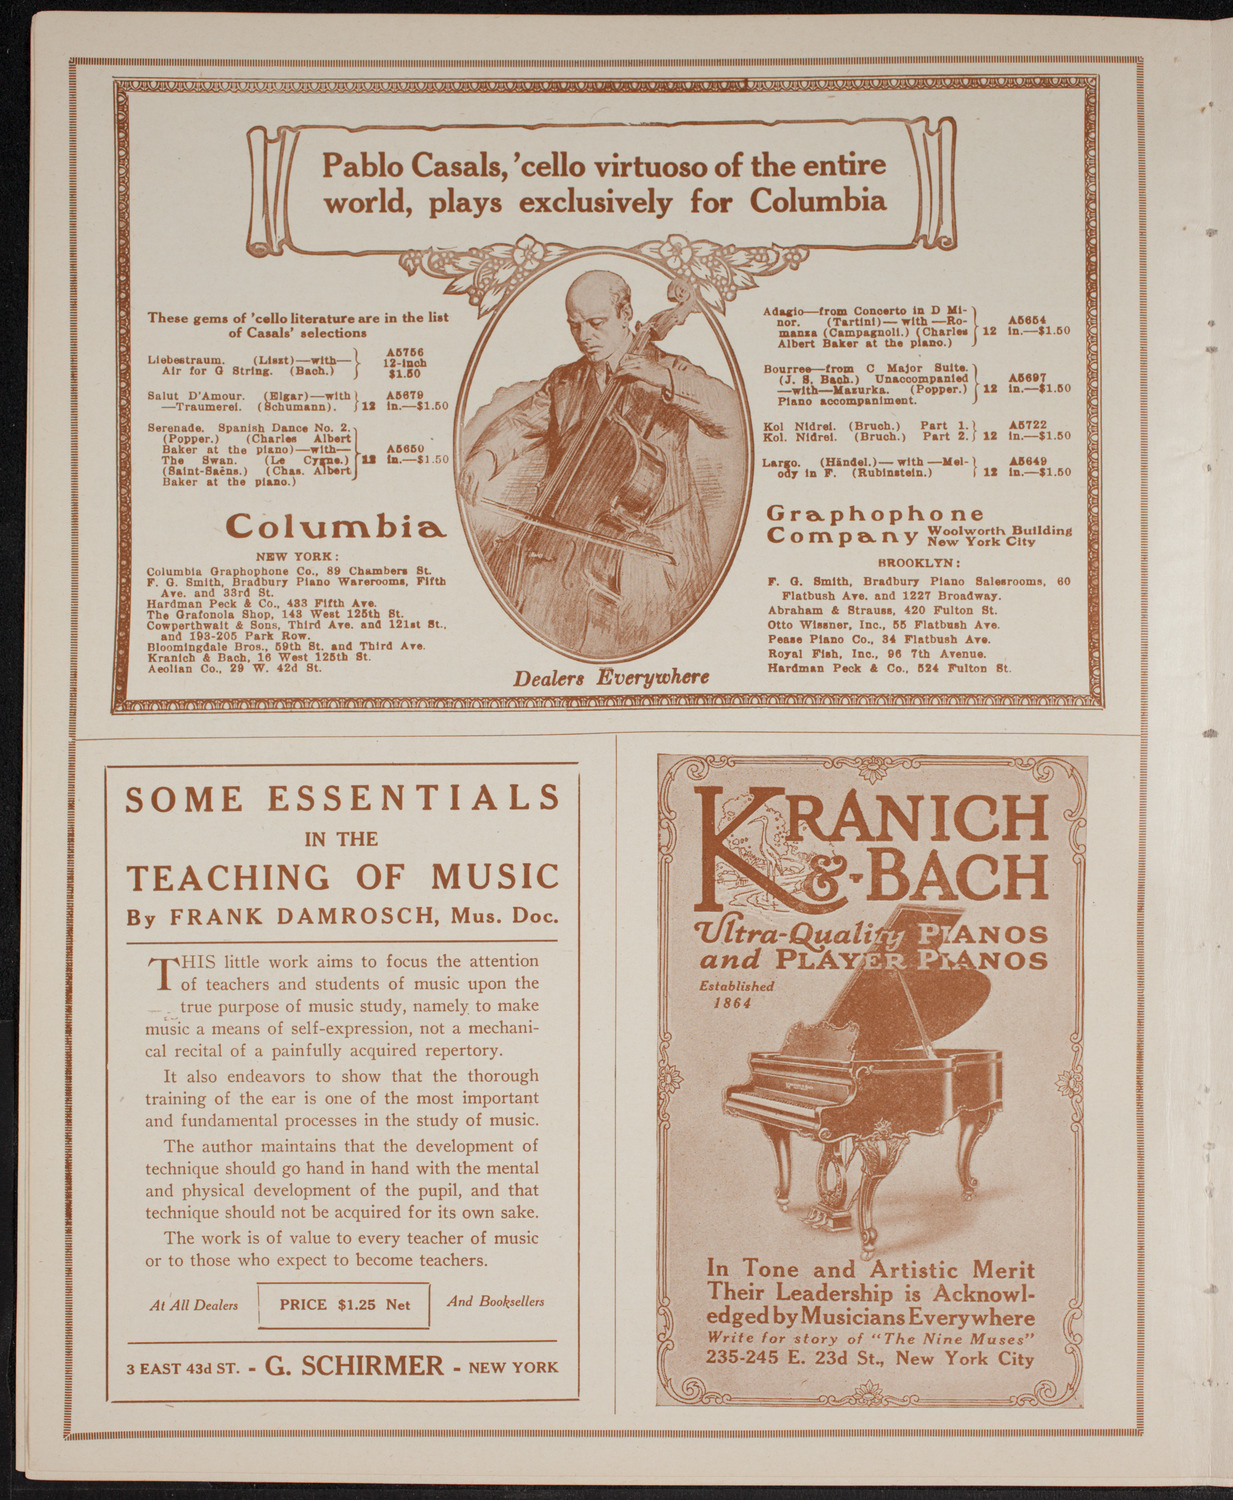 Pablo Casals, 'cello virtuoso of the entire
world, plays exclusively for Columbia
These gems of 'cello literature are in the list
of Casals' selections
Liebestraum. (Liszt)—with—
Air for G String. (Bach.)
A5756
12-inch
$1.50
Salut D'Amour. (Elgar)—with
—Traumerei. (Schumann).
A5679
12 in.—$1.50
Serenade. Spanish Dance No. 2.
(Popper.) (Charles Albert
Baker at the piano)—with—
The Swan. (Le Cygne.)
(Saint-Saëns.) (Chas. Albert
Baker at the piano.)
A5650
12 in.—$1.50
Adagio—from Concerto in D Mi-
nor. (Tartini)—with—Ro-
manza (Campagnoli.) (Charles
Albert Baker at the piano.)
A5654
12 in.—$1.50
Bourree—from C Major Suite.
(J. S. Bach.) Unaccompanied
—with—Mazurka. (Popper.)
Piano accompaniment.
A5697
12 in.—$1.50
Kol Nidrei. (Bruch.) Part 1.
Kol. Nidrei. (Bruch.) Part 2.
A5722
12 in.—$1.50
Largo. (Händel.)—with—Mel-
ody in F. (Rubinstein.)
A5649
12 in.—$1.50
Columbia
NEW YORK:
Columbia Graphophone Co., 89 Chambers St.
F. G. Smith, Bradbury Piano Warerooms, Fifth
Ave. and 33rd St.
Hardman Peck & Co., 433 Fifth Ave.
The Grafonola Shop, 143 West 125th St.
Cowperthwait & Sons, Third Ave. and 121st St.,
and 193-205 Park Row.
Bloomingdale Bros., 59th St. and Third Ave.
Kranich & Bach, 16 West 125th St.
Aeolian Co., 29 W. 42d St.
Graphophone
Company Woolworth Building
New York City
BROOKLYN:
F. G. Smith, Bradbury Piano Salesrooms, 60
Flatbush Ave. and 1227 Broadway.
Abraham & Strauss, 420 Fulton St.
Otto Wissner, Inc., 55 Flatbush Ave.
Pease Piano Co., 34 Flatbush Ave.
Royal Fish, Inc., 96 7th Avenue.
Hardman Peck & Co., 524 Fulton St.
Dealers Everywhere
SOME ESSENTIALS
IN THE
TEACHING OF MUSIC
By FRANK DAMROSCH, Mus. Doc.
THIS little work aims to focus the attention
of teachers and students of music upon the
true purpose of music study, namely to make
music a means of self-expression, not a mechani-
cal recital of a painfully acquired repertory.
It also endeavors to show that the thorough
training of the ear is one of the most important
and fundamental processes in the study of music.
The author maintains that the development of
technique should go hand in hand with the mental
and physical development of the pupil, and that
technique should not be acquired for its own sake.
The work is of value to every teacher of music
or to those who expect to become teachers.
At All Dealers PRICE $1.25 Net And Booksellers
3 EAST 43d ST. - G. SCHIRMER - NEW YORK
KRANICH
&-BACH
Ultra-Quality PIANOS
and PLAYER PIANOS
Established
1864
In Tone and Artistic Merit
Their Leadership is Acknowl-
edged by Musicians Everywhere
Write for story of "The Nine Muses"
235-245 E. 23d St., New York City